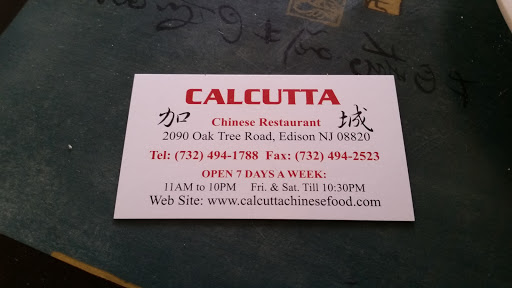 CALCUTTA
加 Chinese Restaurant 城
2090 Oak Tree Road, Edison NJ 08820
Tel: (732) 494-1788 Fax: (732) 494-2523
OPEN 7 DAYS A WEEK:
11AM to 10PM Fri. & Sat. Till 10:30PM
Web Site: www.calcuttachinesefood.com